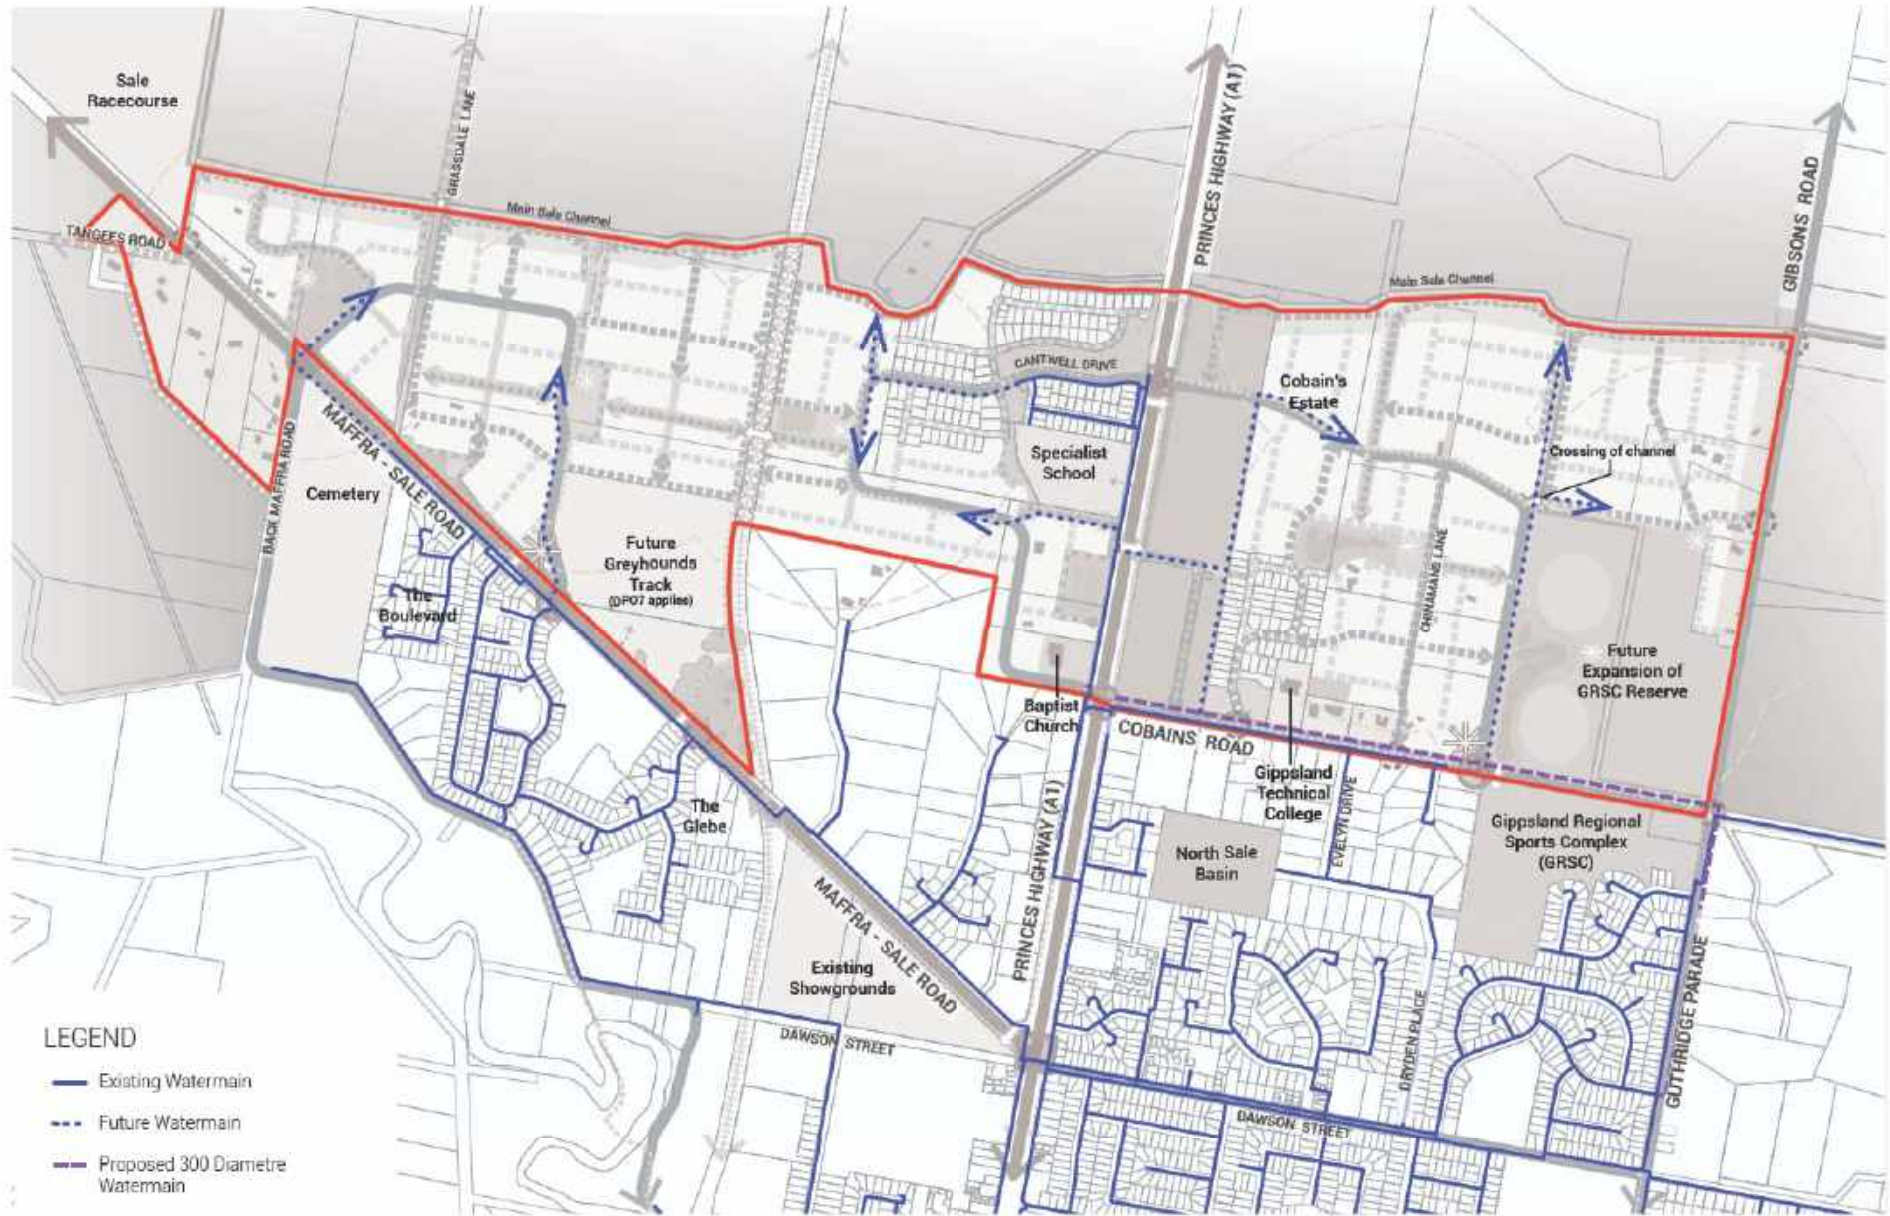 Sale
Racecourse
GRASSDALE LANE
PRINCES HIGHWAY (A1)
GIBSONS ROAD
Main Sale Channel
TANGEES ROAD
Main Sale Channel
CANTWELL DRIVE
Cobain's
Estate
Specialist
School
Crossing of channel
MAFFRA - SALE ROAD
BACK MAFFRA ROAD
Cemetery
Future
Greyhounds
Track
(DPO7 applies)
CHINAMANS LANE
The
Boulevard
Future
Expansion of
GRSC Reserve
Baptist
Church
COBAINS ROAD
Gippsland
Technical
College
EVELYN DRIVE
The
Glebe
PRINCES HIGHWAY (A1)
North Sale
Basin
Gippsland Regional
Sports Complex
(GRSC)
MAFFRA - SALE ROAD
Existing
Showgrounds
DAWSON STREET
DRYDEN PLACE
GUTHRIDGE PARADE
DAWSON STREET
LEGEND
Existing Watermain
Future Watermain
Proposed 300 Diametre
Watermain